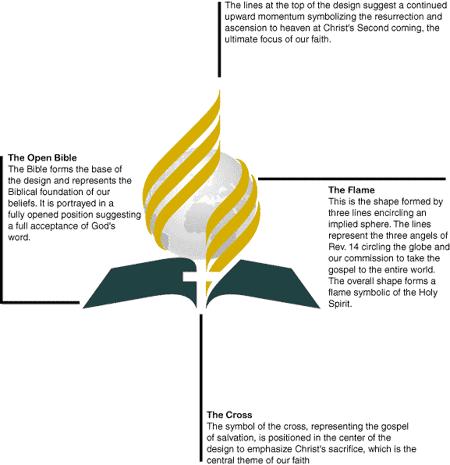 The lines at the top of the design suggest a continued
upward momentum symbolizing the resurrection and
ascension to heaven at Christ's Second coming, the
ultimate focus of our faith.
The Open Bible
The Bible forms the base of
the design and represents the
Biblical foundation of our
beliefs. It is portrayed in a
fully opened position suggesting
a full acceptance of God's
word.
The Flame
This is the shape formed by
three lines encircling an
implied sphere. The lines
represent the three angels of
Rev. 14 circling the globe and
our commission to take the
gospel to the entire world.
The overall shape forms a
flame symbolic of the Holy
Spirit.
The Cross
The symbol of the cross, representing the gospel
of salvation, is positioned in the center of the
design to emphasize Christ's sacrifice, which is the
central theme of our faith